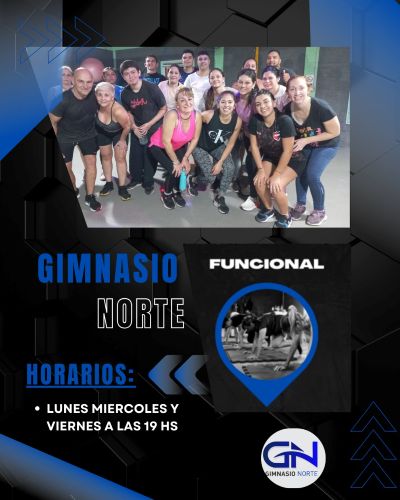 GIMNASIO
NORTE
FUNCIONAL
HORARIOS:
• LUNES MIERCOLES Y
VIERNES A LAS 19 HS
GN
GIMNASIO NORTE